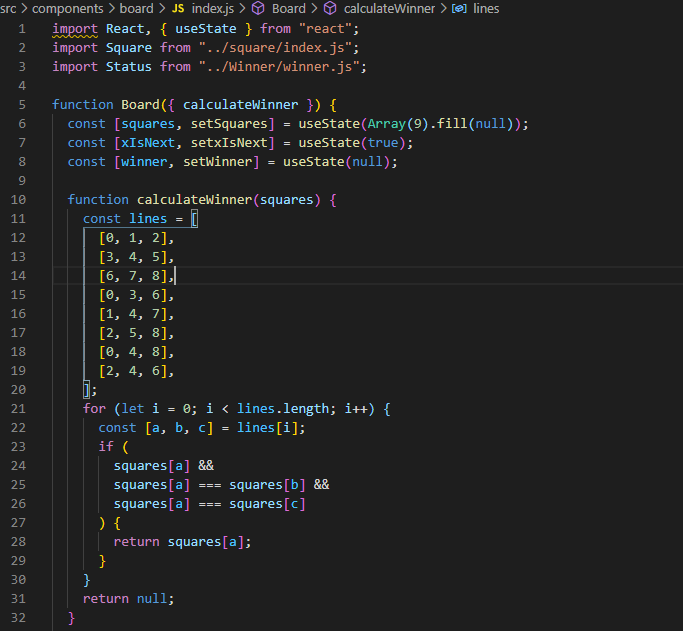 src > components > board > JS index.js > Board > calculateWinner > lines
1 import React, { useState } from "react";
2 import Square from "../square/index.js";
3 import Status from "../Winner/winner.js";
4
5 function Board({ calculateWinner }) {
6   const [squares, setSquares] = useState(Array(9).fill(null));
7   const [xIsNext, setxIsNext] = useState(true);
8   const [winner, setWinner] = useState(null);
9
10   function calculateWinner(squares) {
11     const lines = [
12       [0, 1, 2],
13       [3, 4, 5],
14       [6, 7, 8],
15       [0, 3, 6],
16       [1, 4, 7],
17       [2, 5, 8],
18       [0, 4, 8],
19       [2, 4, 6],
20     ];
21     for (let i = 0; i < lines.length; i++) {
22       const [a, b, c] = lines[i];
23       if (
24         squares[a] &&
25         squares[a] === squares[b] &&
26         squares[a] === squares[c]
27       ) {
28         return squares[a];
29       }
30     }
31     return null;
32   }